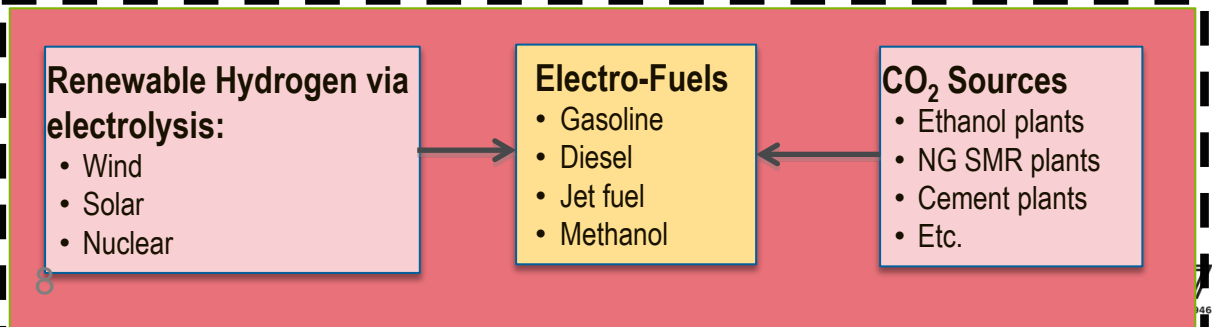 Renewable Hydrogen via
electrolysis:
• Wind
• Solar
• Nuclear
Electro-Fuels
• Gasoline
• Diesel
• Jet fuel
• Methanol
CO₂ Sources
• Ethanol plants
• NG SMR plants
• Cement plants
• Etc.
8
946